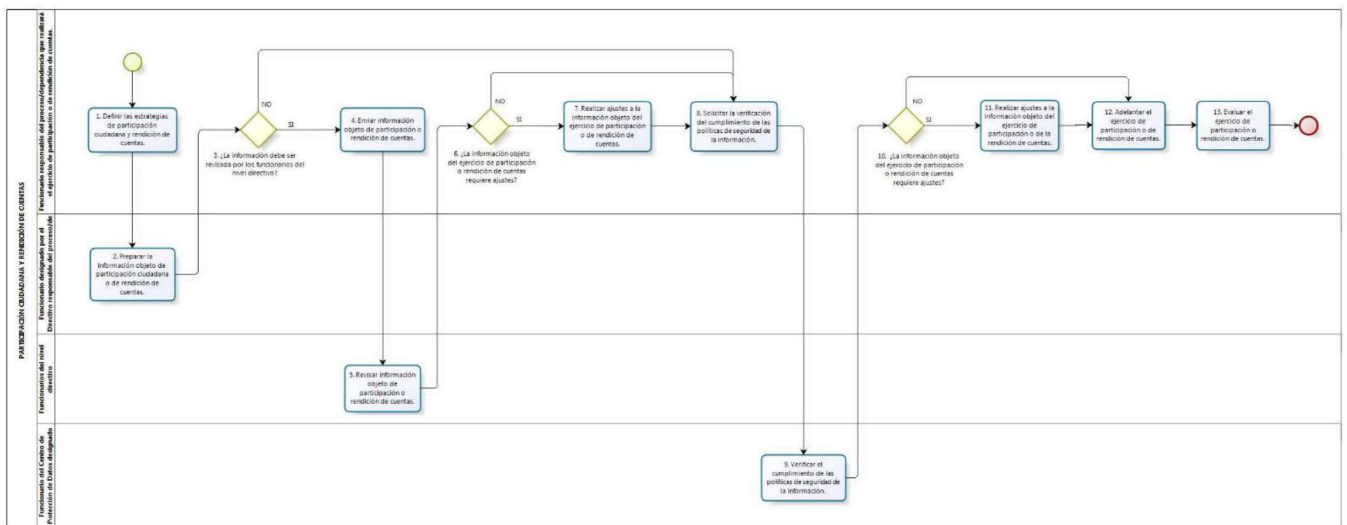 PARTICIPACIÓN CIUDADANA Y RENDICIÓN DE CUENTAS
Funcionario responsable del proceso/dependencia que realizará
el ejercicio de participación o de rendición de cuentas.
1. Definir las estrategias
de participación
ciudadana y rendición de
cuentas.
NO
SI
3. ¿La información debe ser
revisada por los funcionarios del
nivel directivo?
4. Enviar información
objeto de participación o
rendición de cuentas.
NO
SI
6. ¿La información objeto
del ejercicio de participación
o rendición de cuentas
requiere ajustes?
7. Realizar ajustes a la
información objeto del
ejercicio de participación
o de rendición de
cuentas.
8. Solicitar la verificación
del cumplimiento de las
políticas de seguridad de
la información.
NO
SI
10. ¿La información objeto
del ejercicio de participación
o rendición de cuentas
requiere ajustes?
11. Realizar ajustes a la
información objeto del
ejercicio de
participación o de la
rendición de cuentas.
12. Adelantar el
ejercicio de
participación o de
rendición de cuentas.
13. Evaluar el
ejercicio de
participación o
rendición de cuentas.
Funcionario designado por el
Directivo responsable del proceso/de
2. Preparar la
información objeto de
participación ciudadana
o de rendición de
cuentas.
Funcionarios del nivel
directivo
5. Revisar información
objeto de
participación o
rendición de cuentas.
Funcionario del Centro de
Protección de Datos designado
9. Verificar el
cumplimiento de las
políticas de seguridad de
la información.